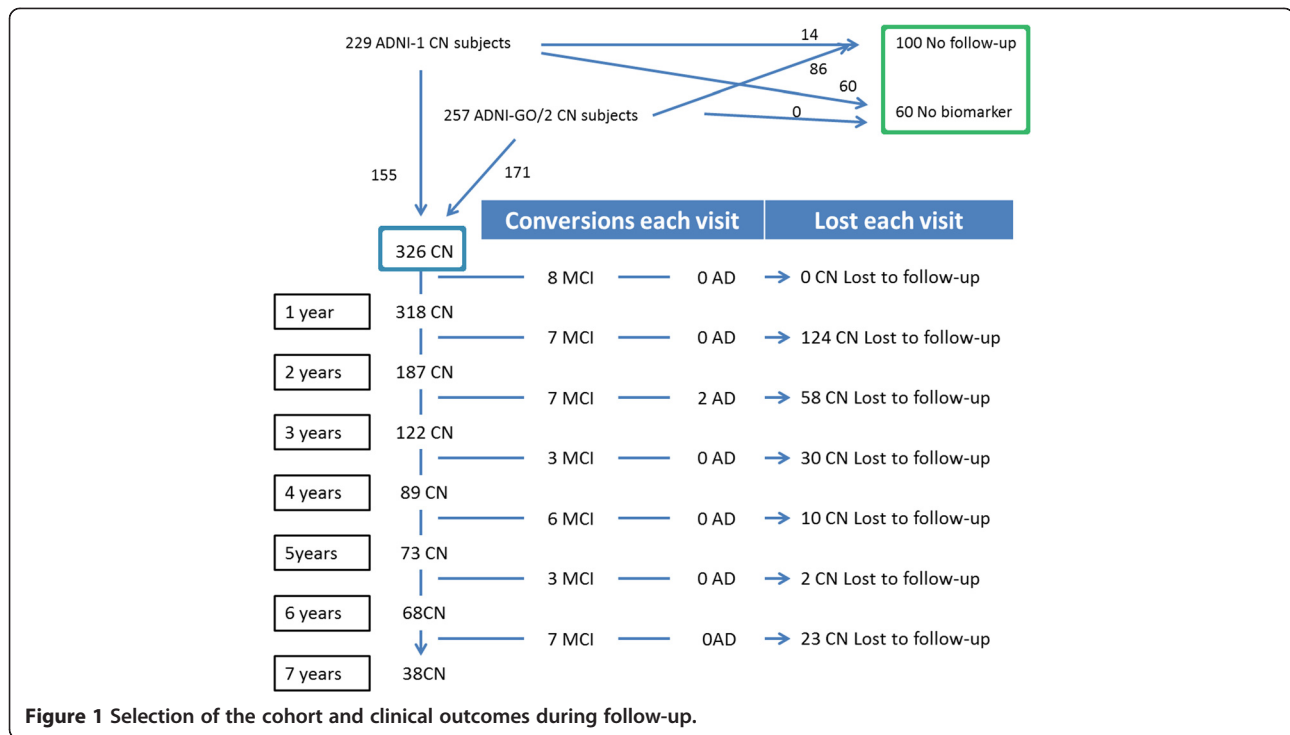 229 ADNI-1 CN subjects 14 100 No follow-up
86
60
257 ADNI-GO/2 CN subjects 0 60 No biomarker
155 171
Conversions each visit Lost each visit
326 CN
8 MCI 0 AD 0 CN Lost to follow-up
1 year 318 CN
7 MCI 0 AD 124 CN Lost to follow-up
2 years 187 CN
7 MCI 2 AD 58 CN Lost to follow-up
3 years 122 CN
3 MCI 0 AD 30 CN Lost to follow-up
4 years 89 CN
6 MCI 0 AD 10 CN Lost to follow-up
5years 73 CN
3 MCI 0 AD 2 CN Lost to follow-up
6 years 68CN
7 MCI 0AD 23 CN Lost to follow-up
7 years 38CN
Figure 1 Selection of the cohort and clinical outcomes during follow-up.